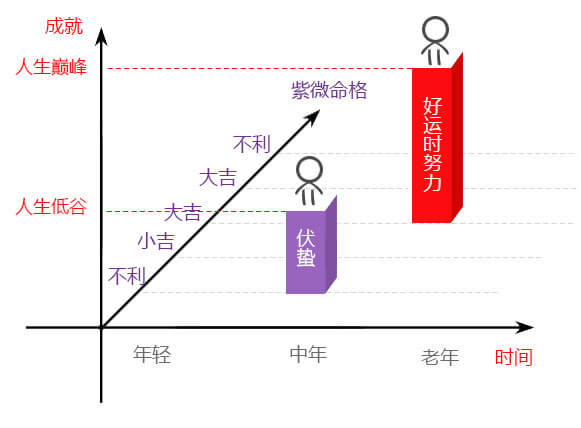 成就
人生巅峰
紫微命格
好运时努力
不利
大吉
人生低谷
大吉
小吉
伏蛰
不利
年轻
中年
老年
时间